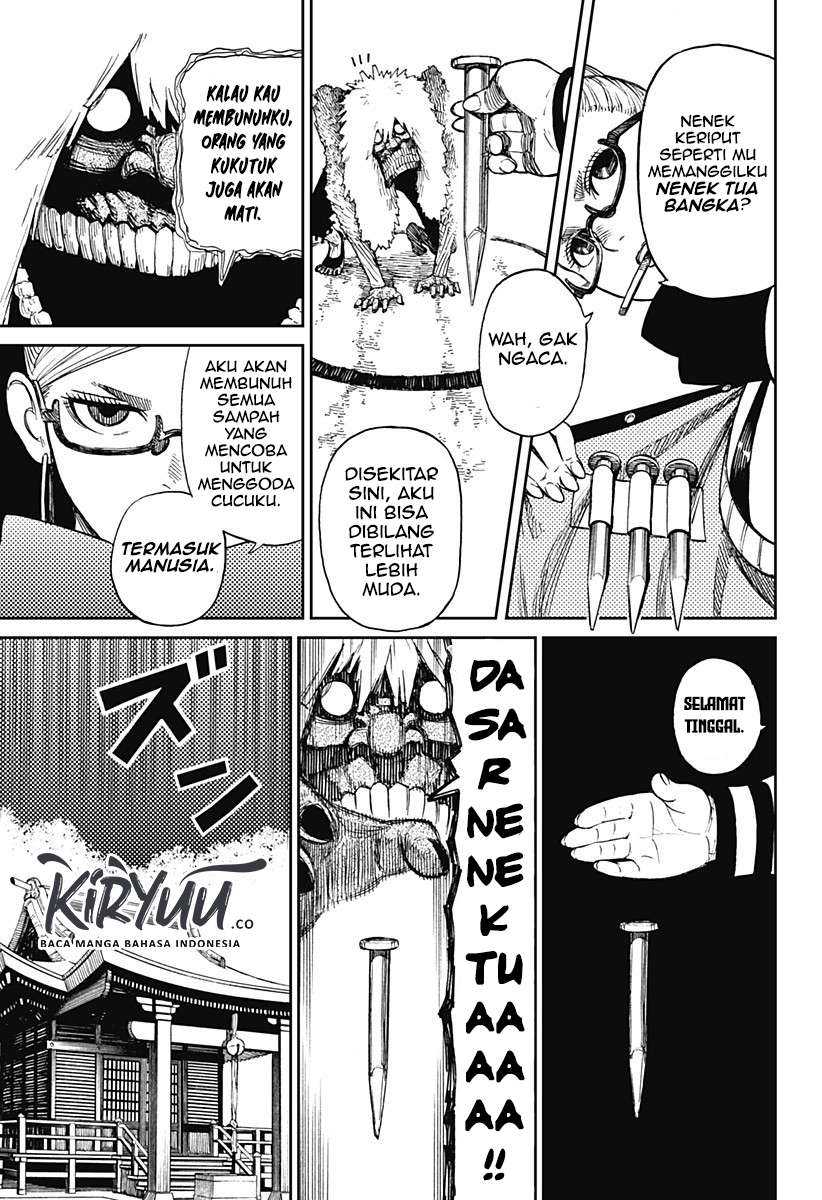 NENEK
KERIPUT
SEPERTI MU
MEMANGGILKU
NENEK TUA
BANGKA?
WAH, GAK
NGACA.
DISEKITAR
SINI, AKU
INI BISA
DIBILANG
TERLIHAT
LEBIH
MUDA.
KALAU KAU
MEMBUNUHKU,
ORANG YANG
KUKUTUK
JUGA AKAN
MATI.
AKU AKAN
MEMBUNUH
SEMUA
SAMPAH
YANG
MENCOBA
UNTUK
MENGGODA
CUCUKU.
TERMASUK
MANUSIA.
SELAMAT
TINGGAL.
DA
SA
R
NE
NE
K
TU
AA
AA
AA
!!
ズン
KIRYUU.CO
BACA MANGA BAHASA INDONESIA